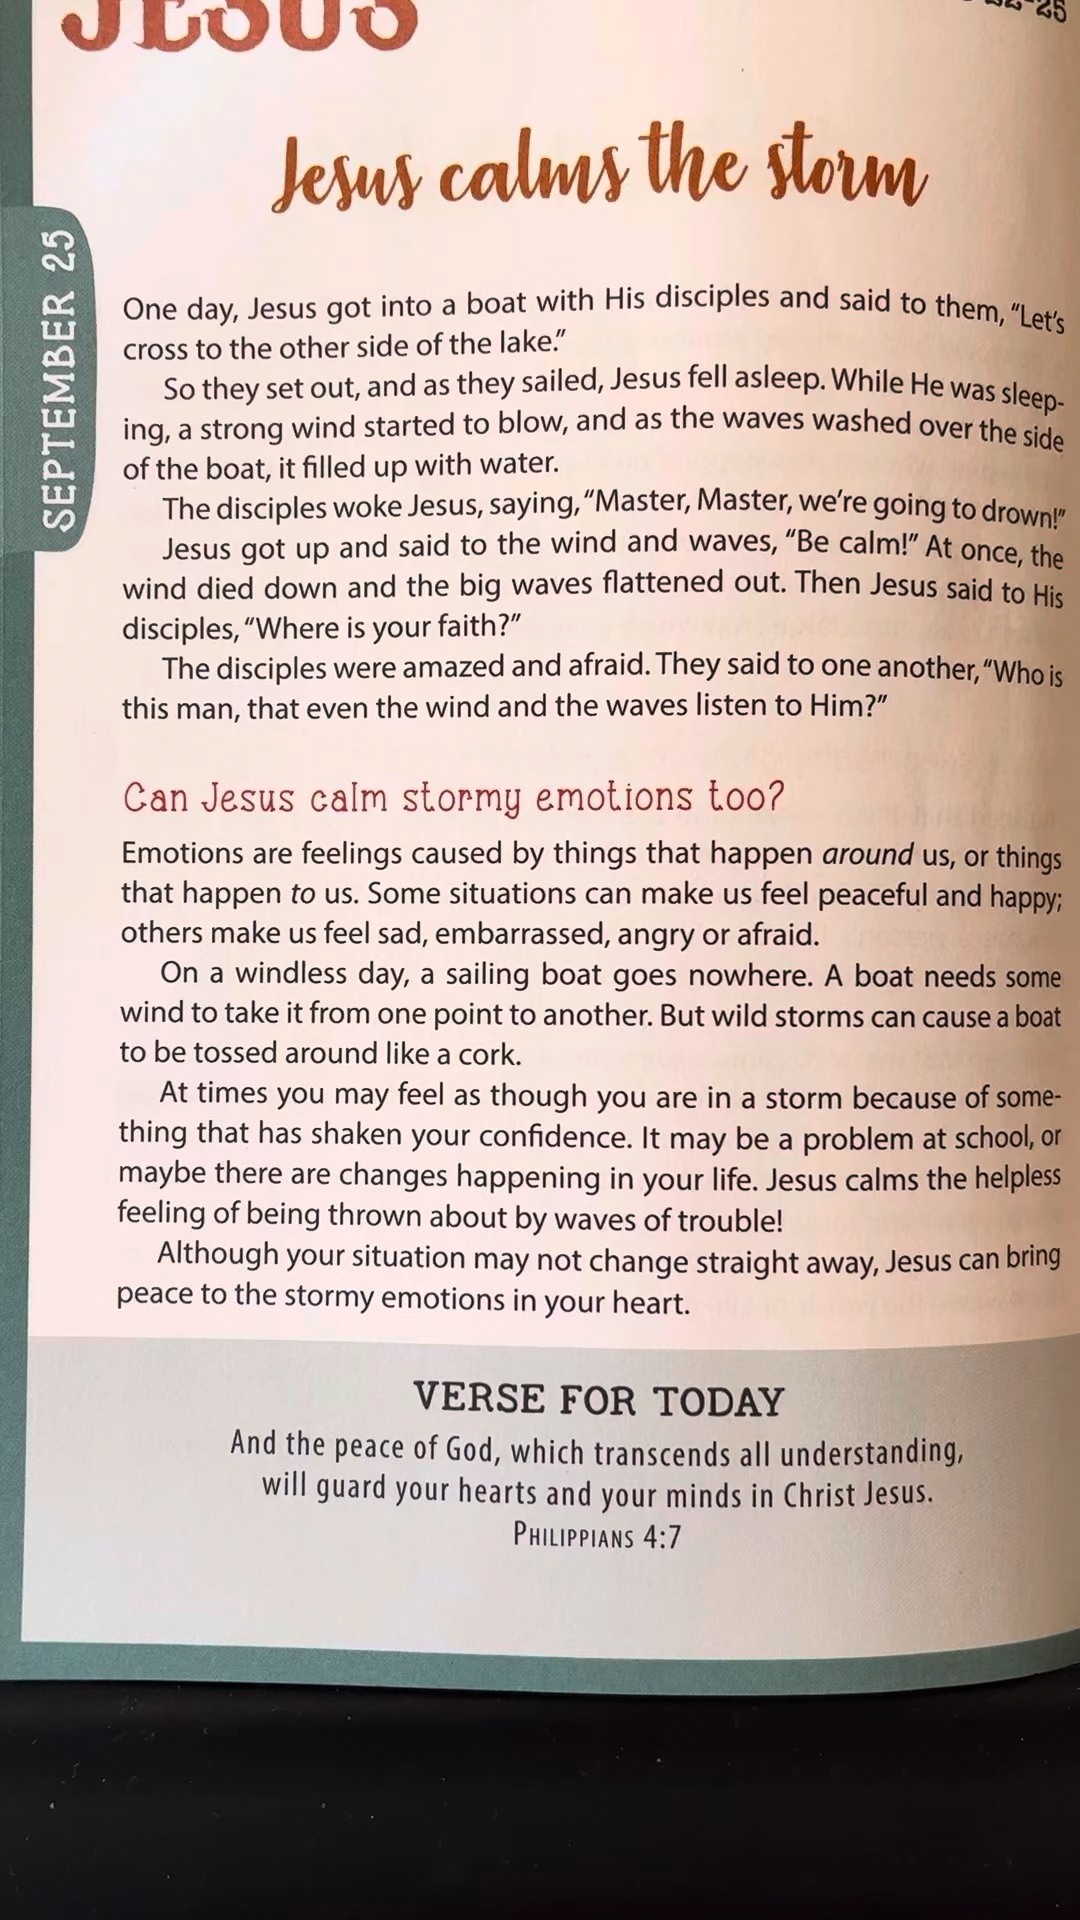 JESUS
22-25
Jesus calms the storm
SEPTEMBER 25
One day, Jesus got into a boat with His disciples and said to them, “Let’s
cross to the other side of the lake.”
So they set out, and as they sailed, Jesus fell asleep. While He was sleep-
ing, a strong wind started to blow, and as the waves washed over the side
of the boat, it filled up with water.
The disciples woke Jesus, saying, “Master, Master, we’re going to drown!”
Jesus got up and said to the wind and waves, “Be calm!” At once, the
wind died down and the big waves flattened out. Then Jesus said to His
disciples, “Where is your faith?”
The disciples were amazed and afraid. They said to one another, “Who is
this man, that even the wind and the waves listen to Him?”
Can Jesus calm stormy emotions too?
Emotions are feelings caused by things that happen around us, or things
that happen to us. Some situations can make us feel peaceful and happy;
others make us feel sad, embarrassed, angry or afraid.
On a windless day, a sailing boat goes nowhere. A boat needs some
wind to take it from one point to another. But wild storms can cause a boat
to be tossed around like a cork.
At times you may feel as though you are in a storm because of some-
thing that has shaken your confidence. It may be a problem at school, or
maybe there are changes happening in your life. Jesus calms the helpless
feeling of being thrown about by waves of trouble!
Although your situation may not change straight away, Jesus can bring
peace to the stormy emotions in your heart.
VERSE FOR TODAY
And the peace of God, which transcends all understanding,
will guard your hearts and your minds in Christ Jesus.
PHILIPPIANS 4:7